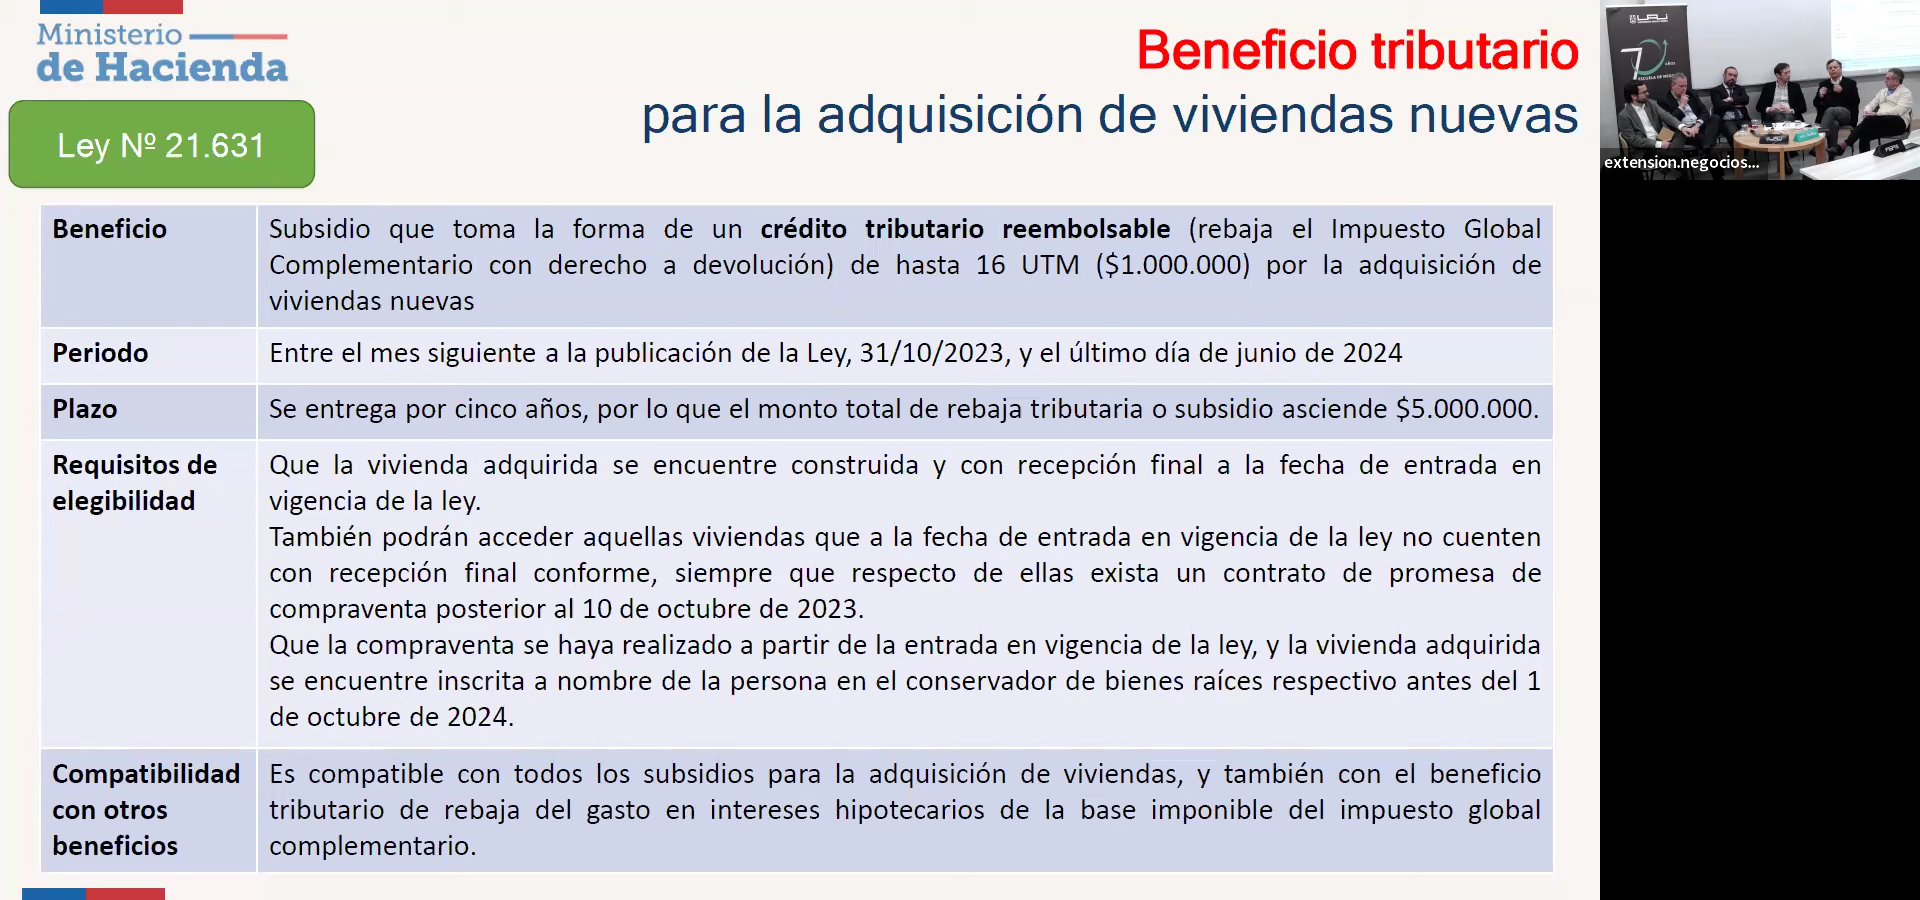 Ministerio
de Hacienda
Ley Nº 21.631
Beneficio tributario
para la adquisición de viviendas nuevas
Beneficio
Subsidio que toma la forma de un crédito tributario reembolsable (rebaja el Impuesto Global
Complementario con derecho a devolución) de hasta 16 UTM ($1.000.000) por la adquisición de
viviendas nuevas
Periodo
Entre el mes siguiente a la publicación de la Ley, 31/10/2023, y el último día de junio de 2024
Plazo
Se entrega por cinco años, por lo que el monto total de rebaja tributaria o subsidio asciende $5.000.000.
Requisitos de
elegibilidad
Que la vivienda adquirida se encuentre construida y con recepción final a la fecha de entrada en
vigencia de la ley.
También podrán acceder aquellas viviendas que a la fecha de entrada en vigencia de la ley no cuenten
con recepción final conforme, siempre que respecto de ellas exista un contrato de promesa de
compraventa posterior al 10 de octubre de 2023.
Que la compraventa se haya realizado a partir de la entrada en vigencia de la ley, y la vivienda adquirida
se encuentre inscrita a nombre de la persona en el conservador de bienes raíces respectivo antes del 1
de octubre de 2024.
Compatibilidad
con otros
beneficios
Es compatible con todos los subsidios para la adquisición de viviendas, y también con el beneficio
tributario de rebaja del gasto en intereses hipotecarios de la base imponible del impuesto global
complementario.
70
AÑOS
extension.negocios...